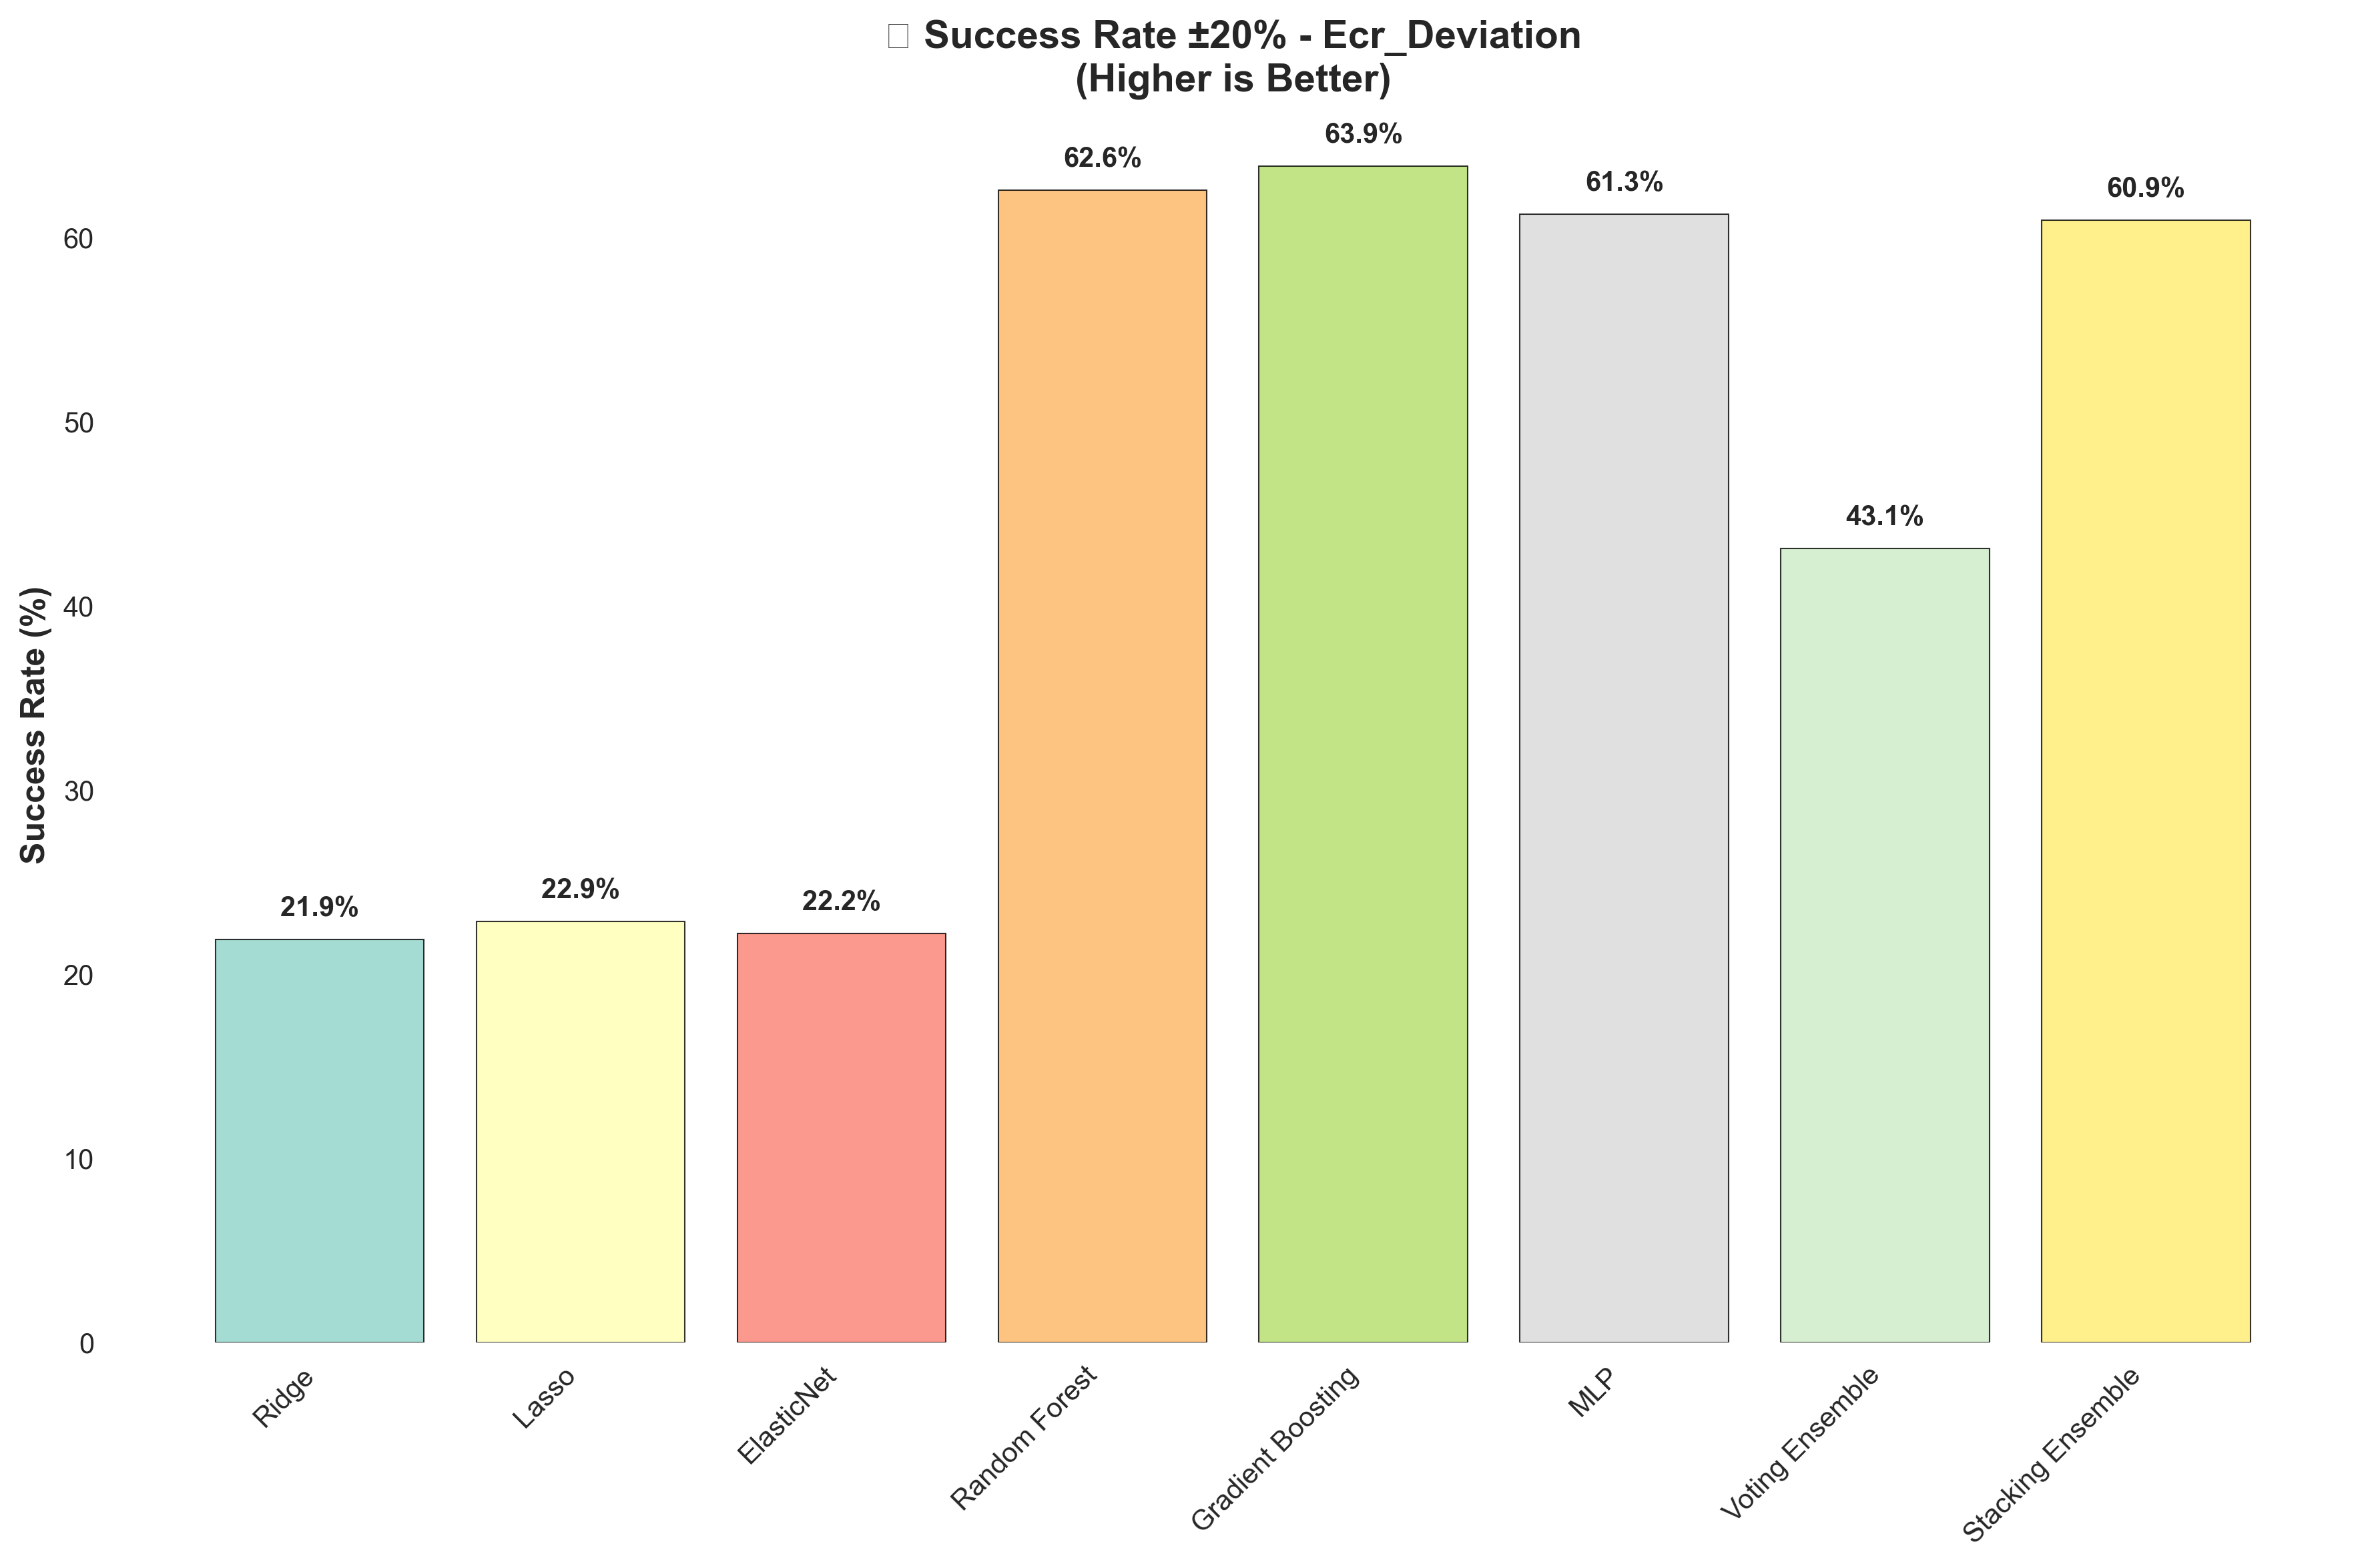 Success Rate ±20% - Ecr_Deviation
(Higher is Better)
Success Rate (%)
60
50
40
30
20
10
0
21.9%
22.9%
22.2%
62.6%
63.9%
61.3%
43.1%
60.9%
Ridge
Lasso
ElasticNet
Random Forest
Gradient Boosting
MLP
Voting Ensemble
Stacking Ensemble